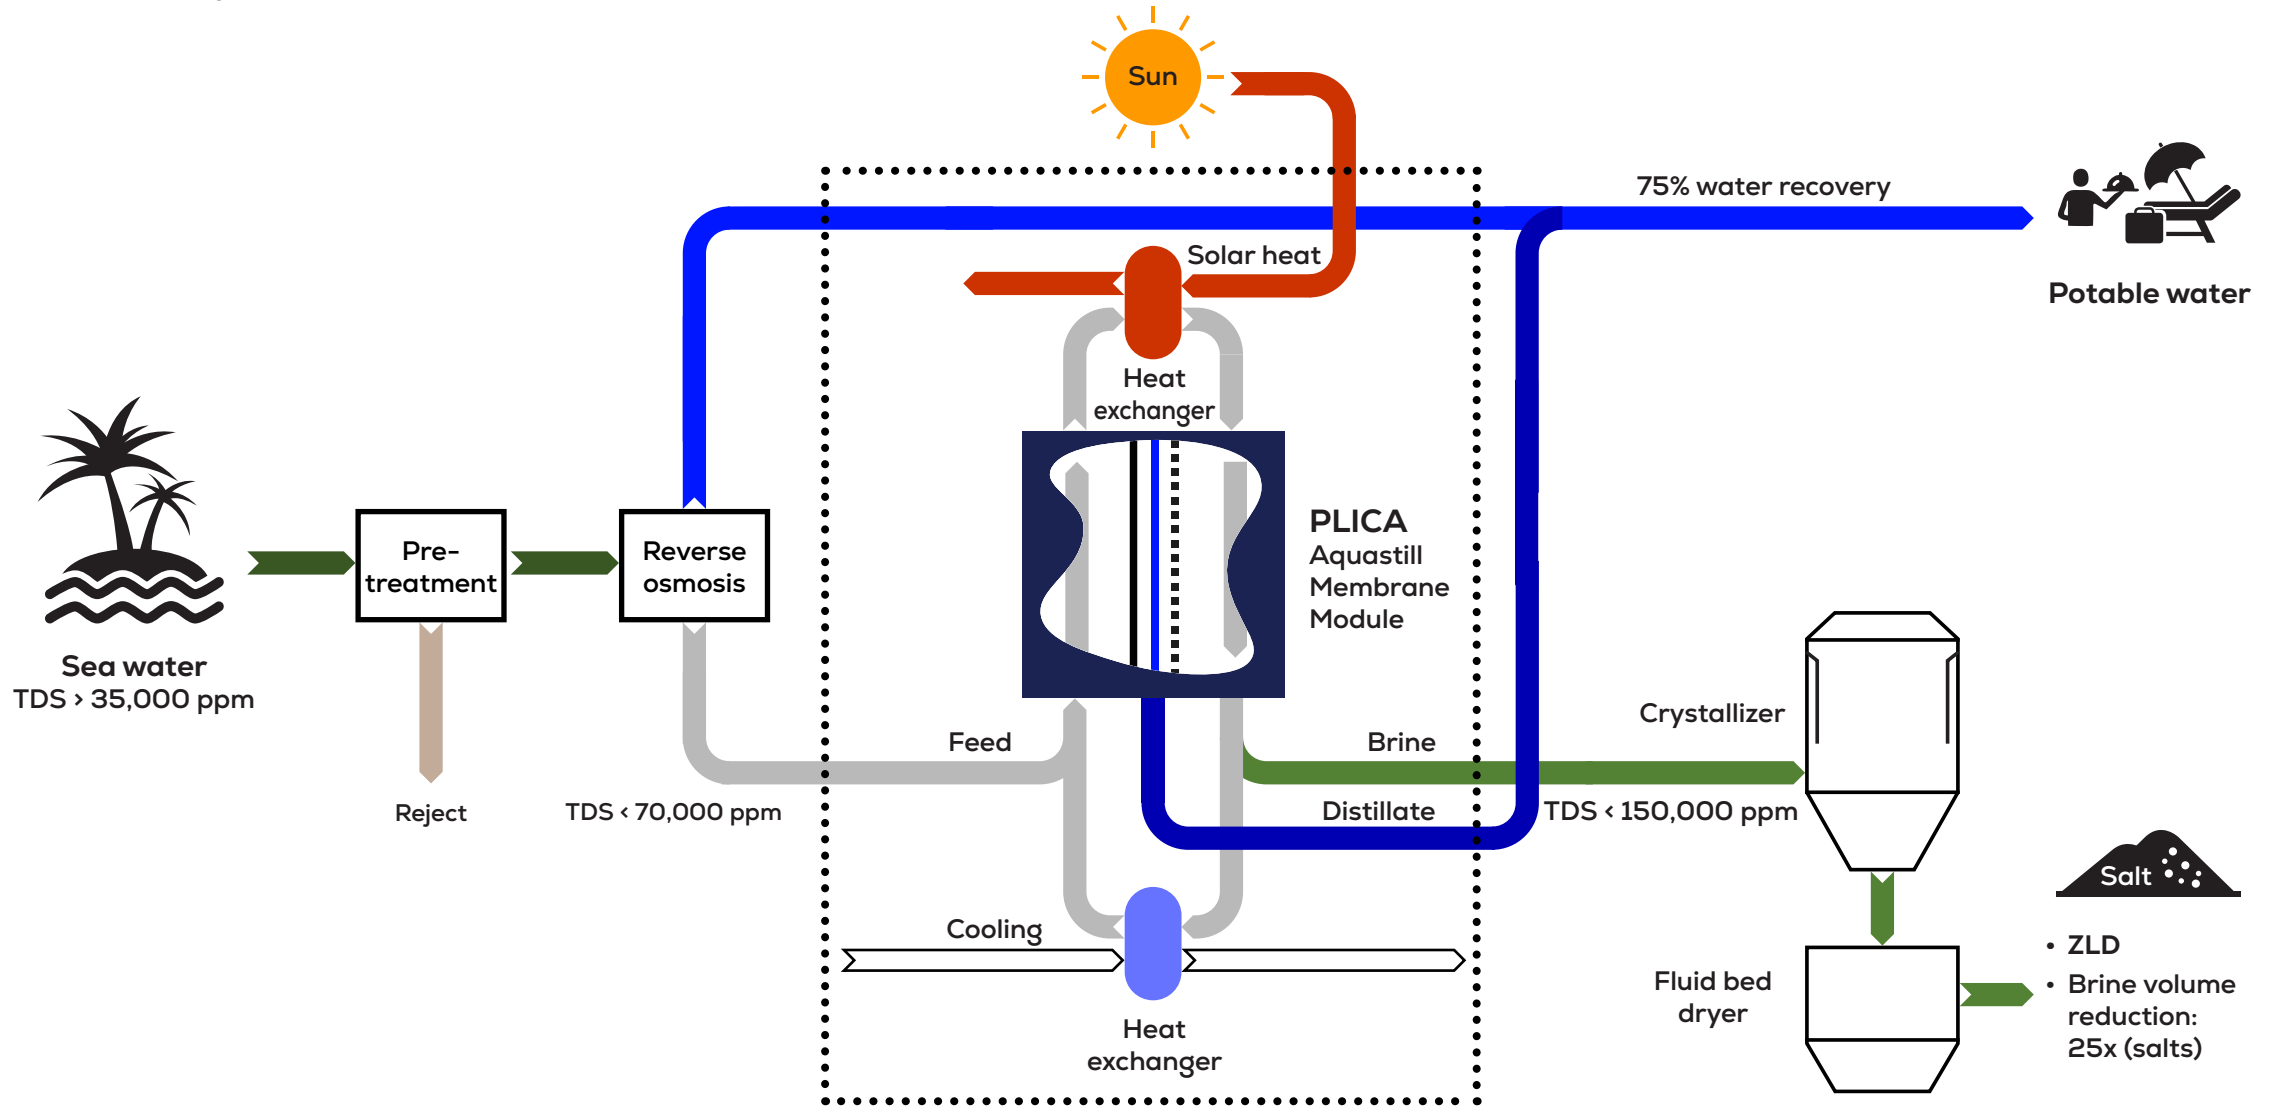 Sun
75% water recovery
Solar heat
Potable water
Heat
exchanger
PLICA
Aquastill
Membrane
Module
Pre-
treatment
Reverse
osmosis
Sea water
TDS > 35,000 ppm
Reject
TDS < 70,000 ppm
Feed
Brine
Distillate
TDS < 150,000 ppm
Crystallizer
Cooling
Heat
exchanger
Fluid bed
dryer
Salt
• ZLD
• Brine volume
reduction:
25x (salts)